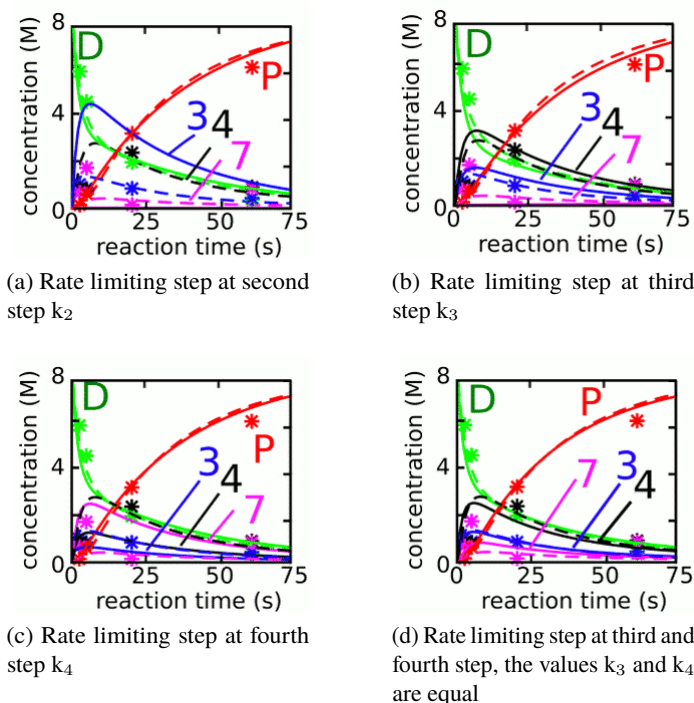 8
D
concentration (M)
4
3
4
7
P
0
0
25
50
75
reaction time (s)
(a) Rate limiting step at second
step k₂
8
D
concentration (M)
4
3
4
7
P
0
0
25
50
75
reaction time (s)
(b) Rate limiting step at third
step k₃
8
D
concentration (M)
4
3
4
7
P
0
0
25
50
75
reaction time (s)
(c) Rate limiting step at fourth
step k₄
8
D
concentration (M)
4
P
7
3
4
0
0
25
50
75
reaction time (s)
(d) Rate limiting step at third and
fourth step, the values k₃ and k₄
are equal